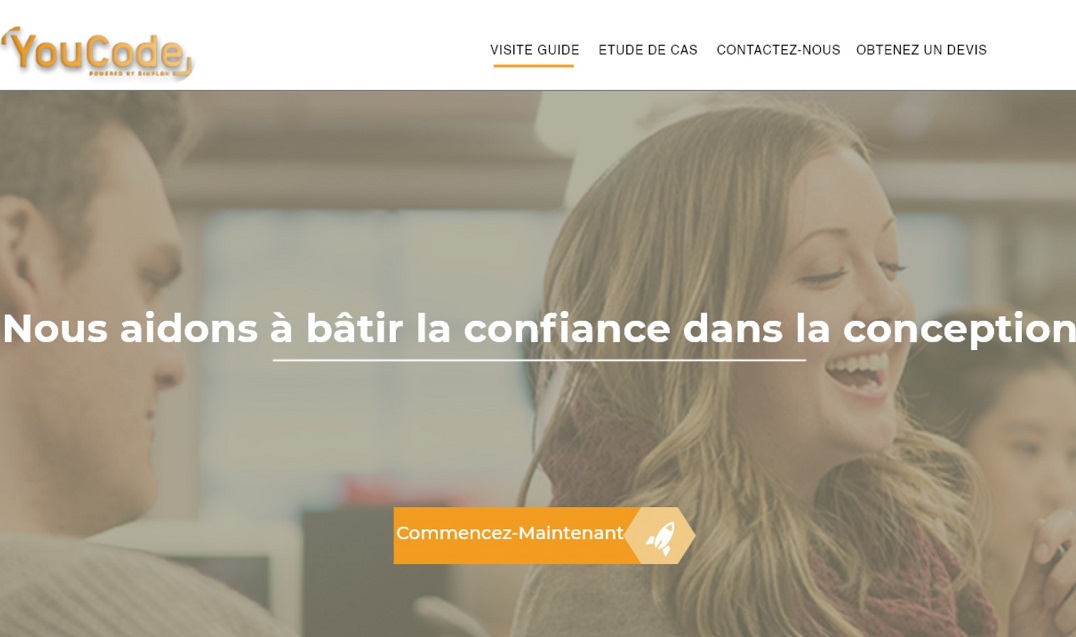 YouCode
POWERED BY SIMPLON
VISITE GUIDE ETUDE DE CAS CONTACTEZ-NOUS OBTENEZ UN DEVIS
Nous aidons à bâtir la confiance dans la conception
Commencez-Maintenant